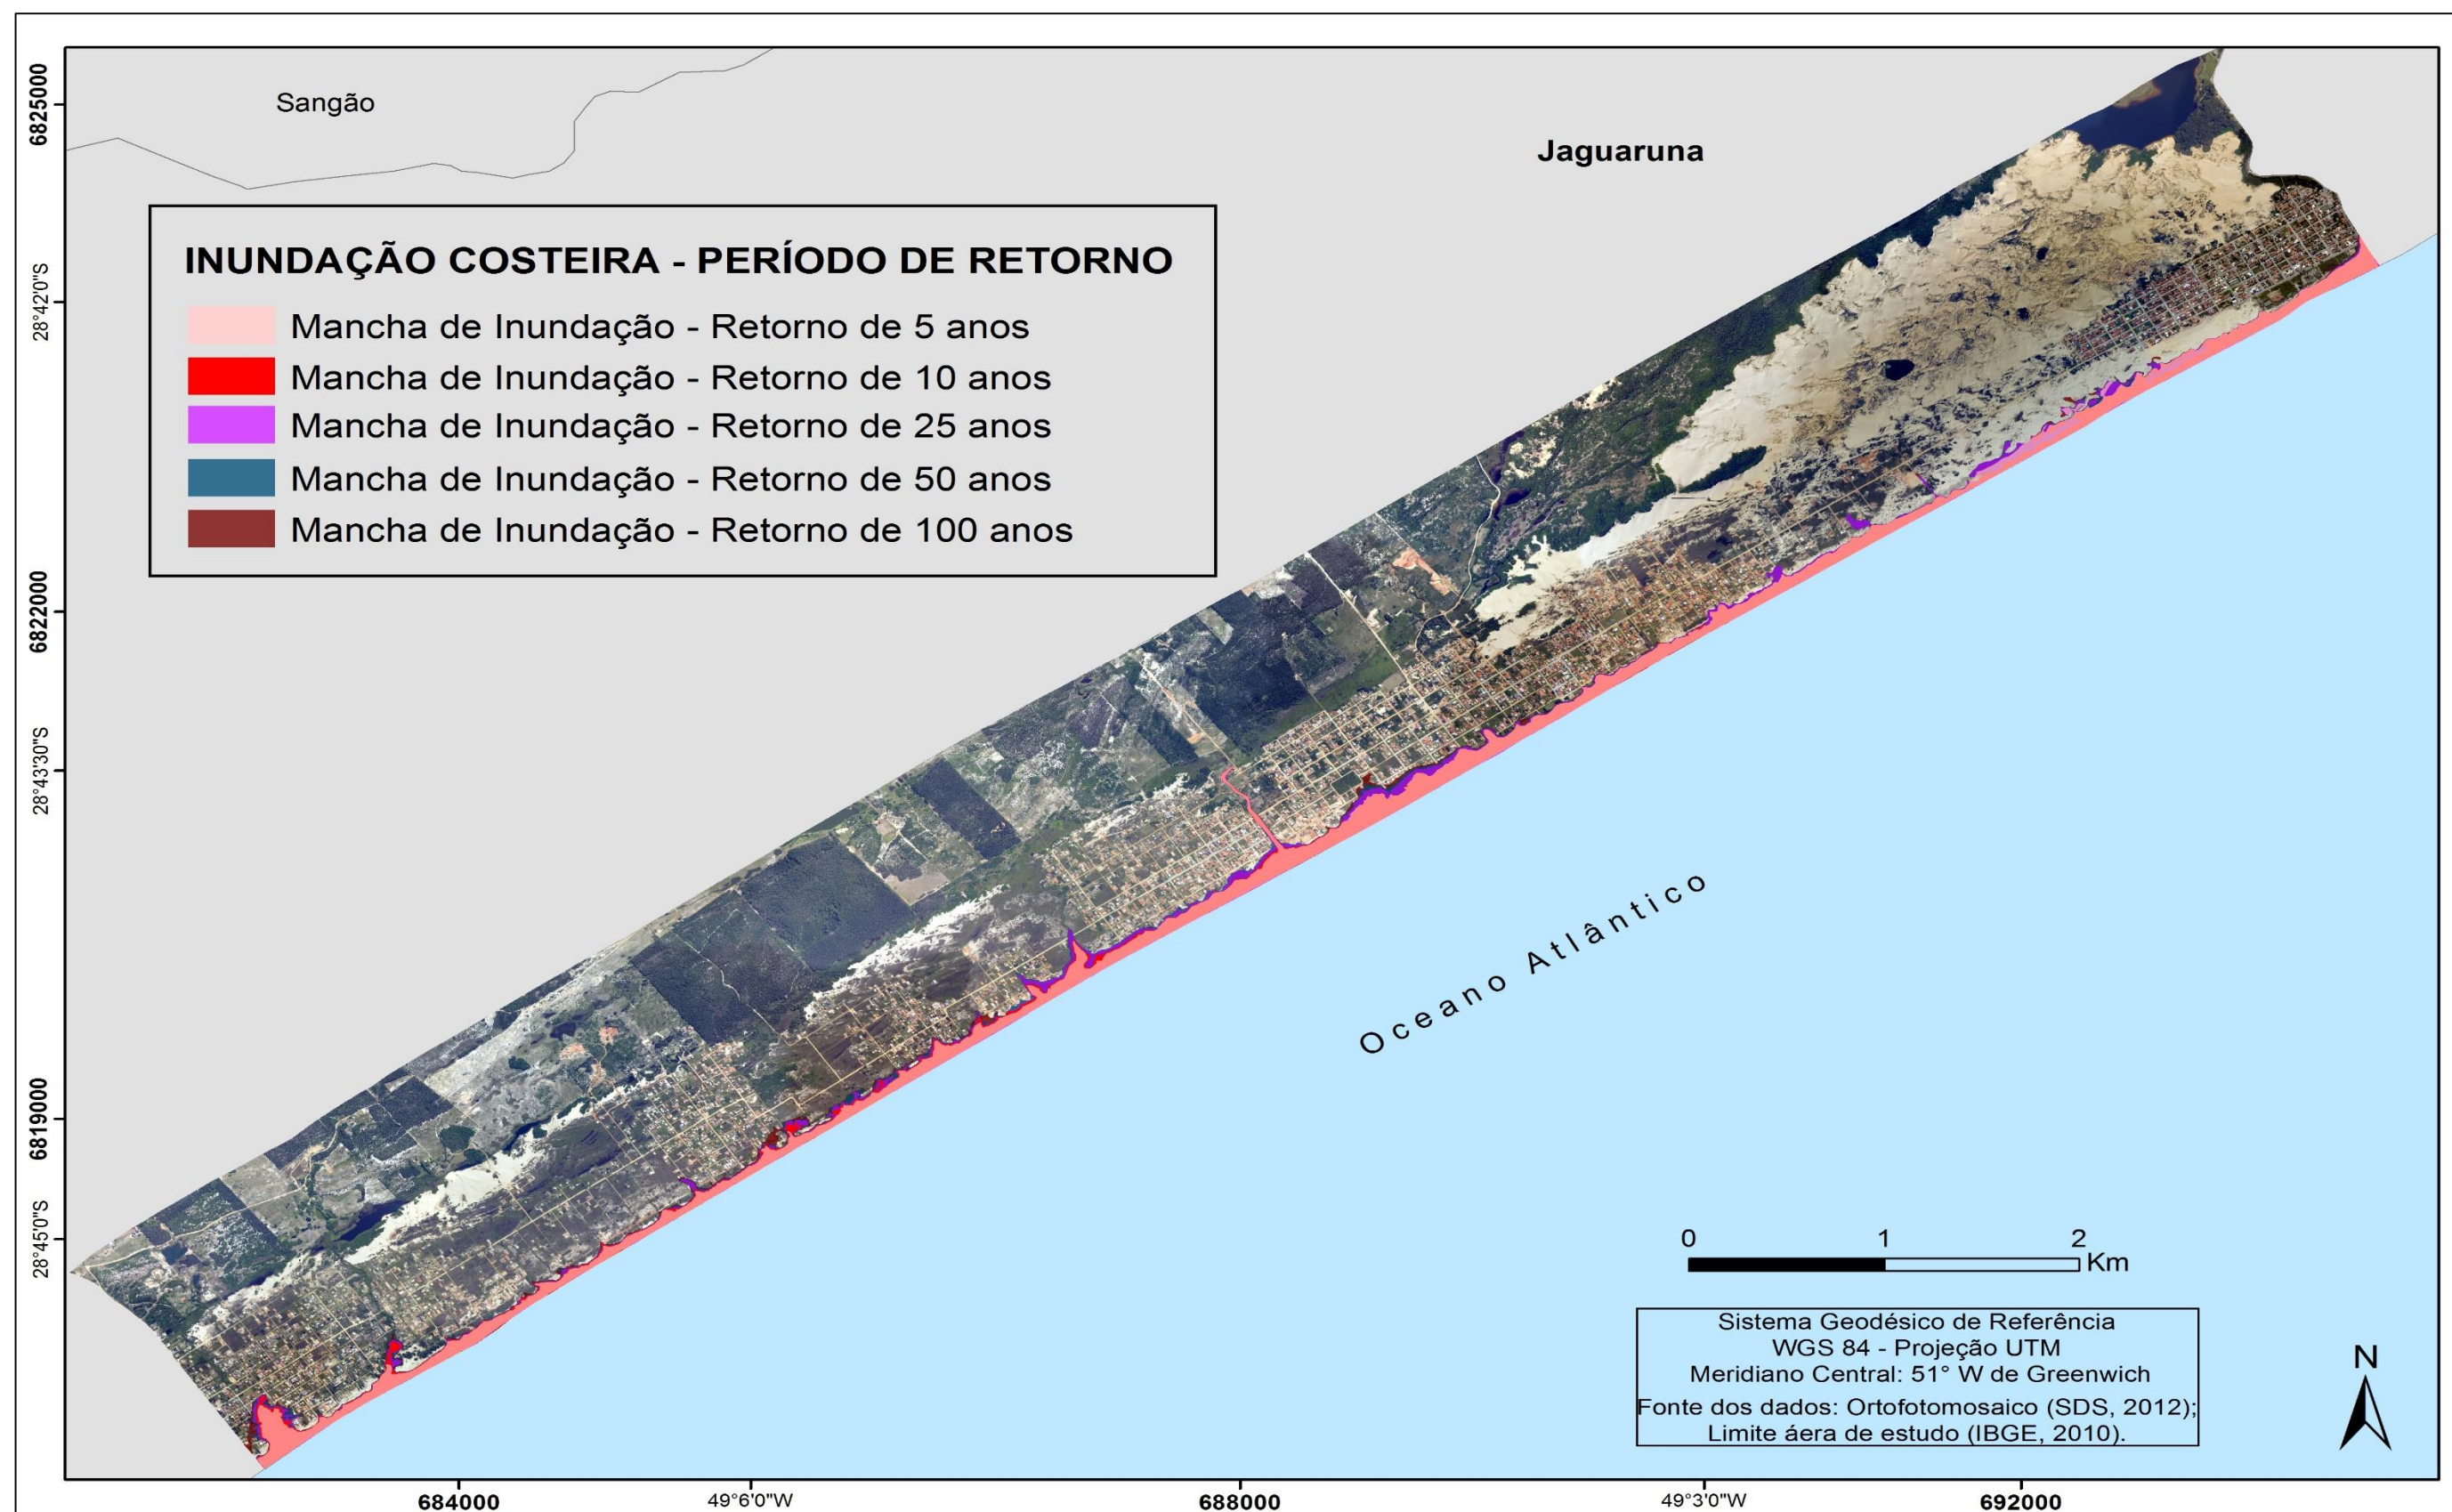 Sangão
Jaguaruna
INUNDAÇÃO COSTEIRA - PERÍODO DE RETORNO
Mancha de Inundação - Retorno de 5 anos
Mancha de Inundação - Retorno de 10 anos
Mancha de Inundação - Retorno de 25 anos
Mancha de Inundação - Retorno de 50 anos
Mancha de Inundação - Retorno de 100 anos
6825000
28°42'0"S
6822000
28°43'30"S
6819000
28°45'0"S
Oceano Atlântico
0 1 2
Km
Sistema Geodésico de Referência
WGS 84 - Projeção UTM
Meridiano Central: 51° W de Greenwich
Fonte dos dados: Ortofotomosaico (SDS, 2012);
Limite áera de estudo (IBGE, 2010).
N
684000 49°6'0"W 688000 49°3'0"W 692000